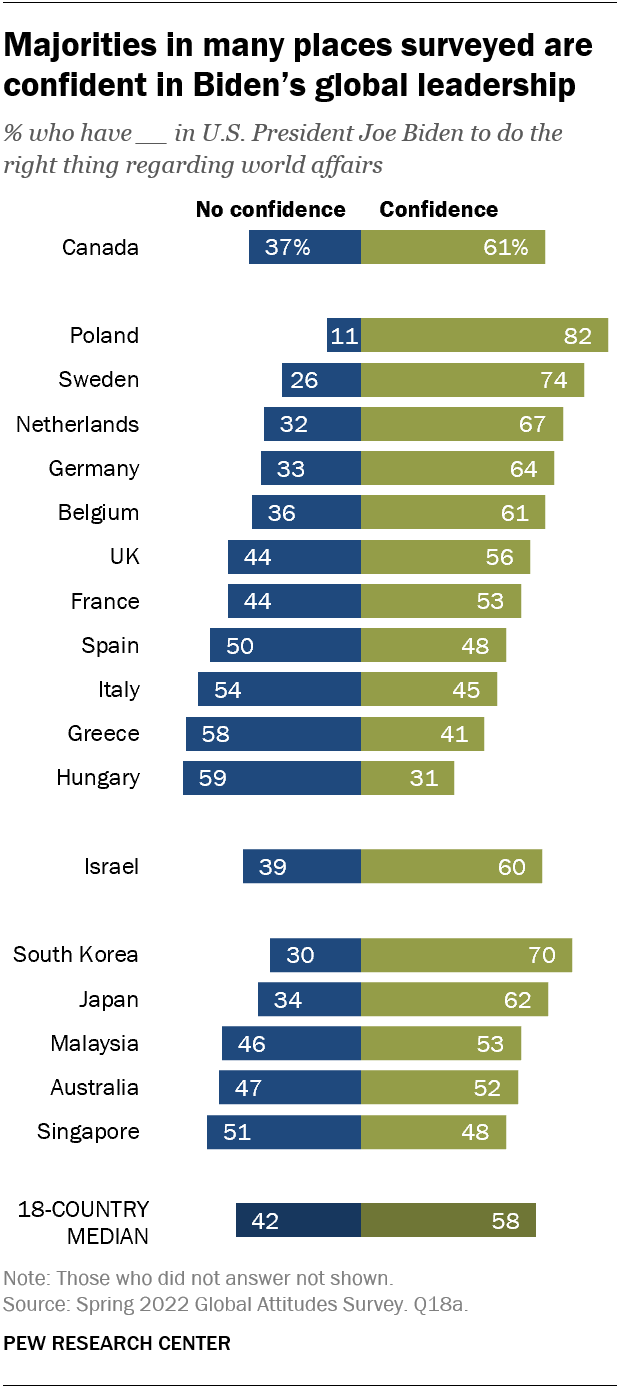 Majorities in many places surveyed are
confident in Biden's global leadership
% who have __ in U.S. President Joe Biden to do the
right thing regarding world affairs
No confidence Confidence
Canada 37% 61%
Poland 11 82
Sweden 26 74
Netherlands 32 67
Germany 33 64
Belgium 36 61
UK 44 56
France 44 53
Spain 50 48
Italy 54 45
Greece 58 41
Hungary 59 31
Israel 39 60
South Korea 30 70
Japan 34 62
Malaysia 46 53
Australia 47 52
Singapore 51 48
18-COUNTRY
MEDIAN 42 58
Note: Those who did not answer not shown.
Source: Spring 2022 Global Attitudes Survey. Q18a.
PEW RESEARCH CENTER